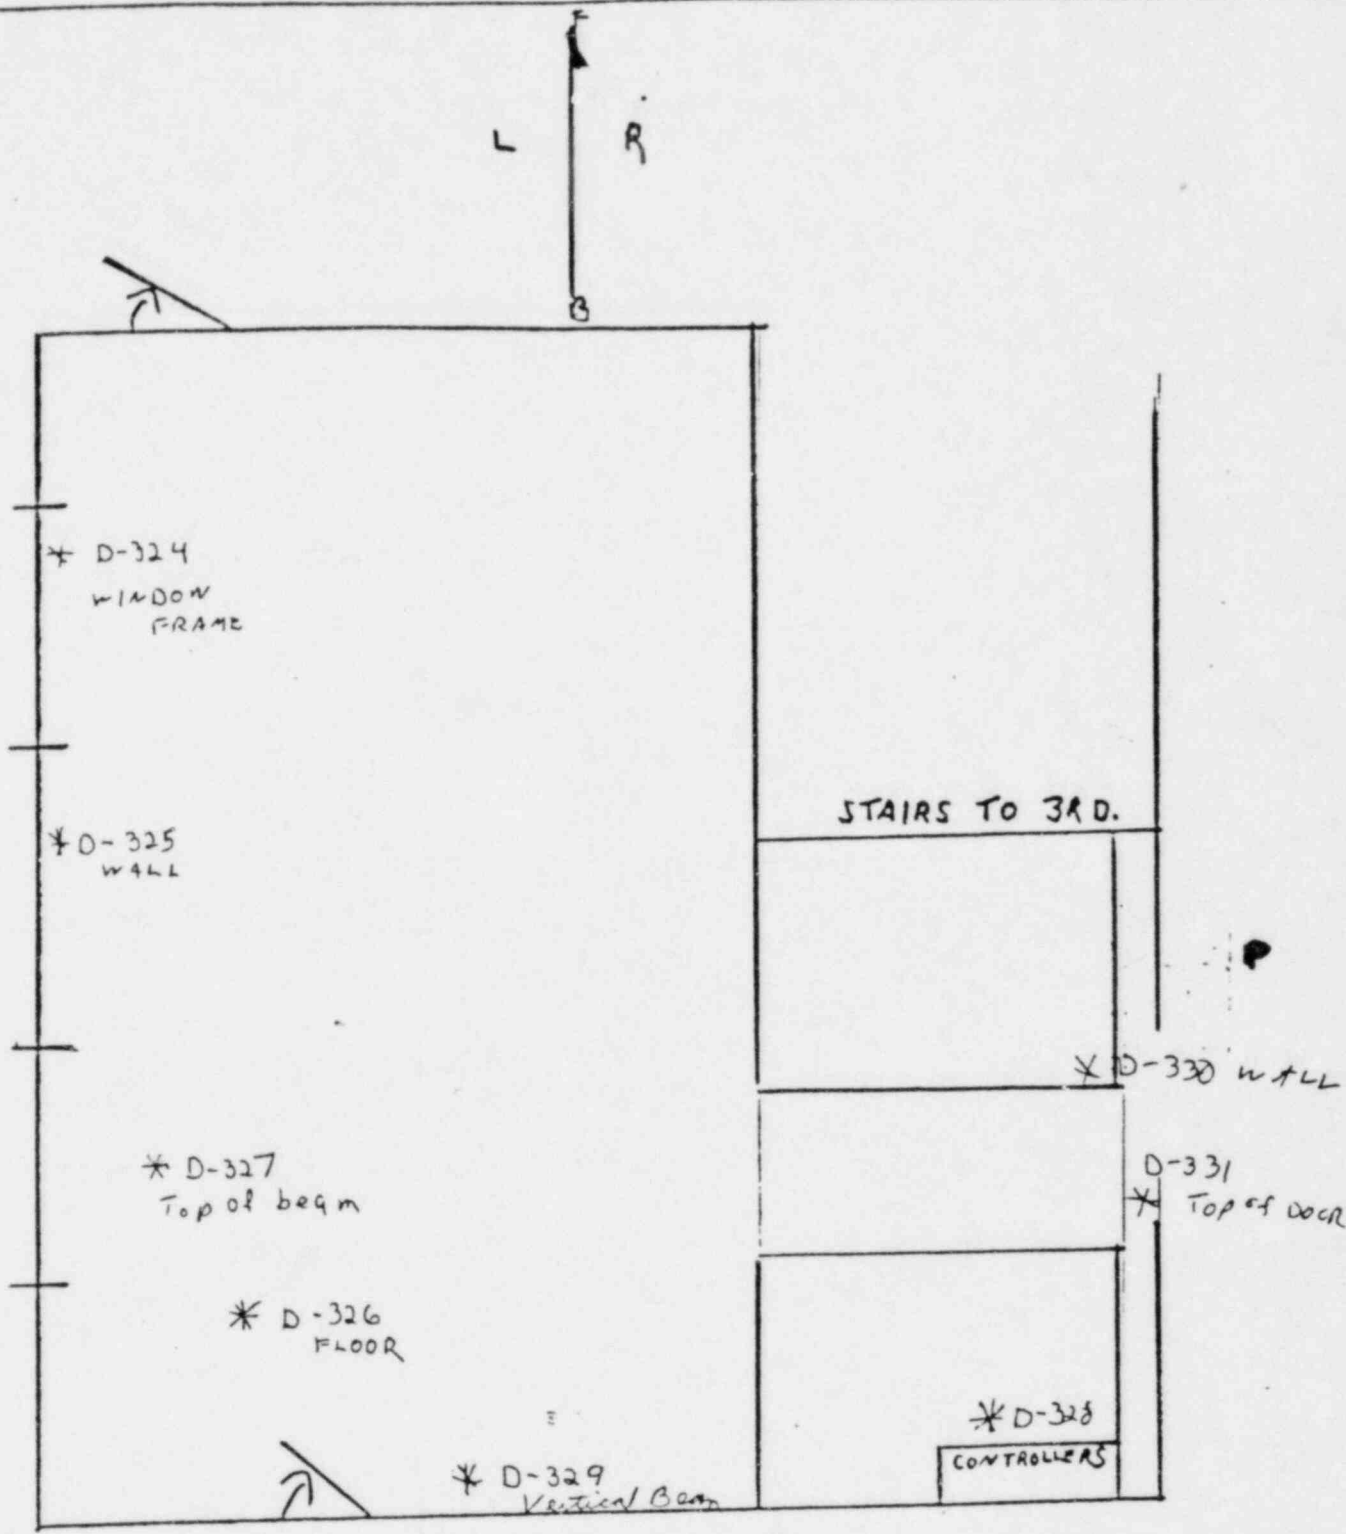 F
L R
B
D-324
WINDOW
FRAME
STAIRS TO 3RD.
D-325
WALL
D-330 WALL
D-327
Top of beam
D-331
Top of DOOR
D-326
FLOOR
D-328
CONTROLLERS
D-329
Vertical Beam